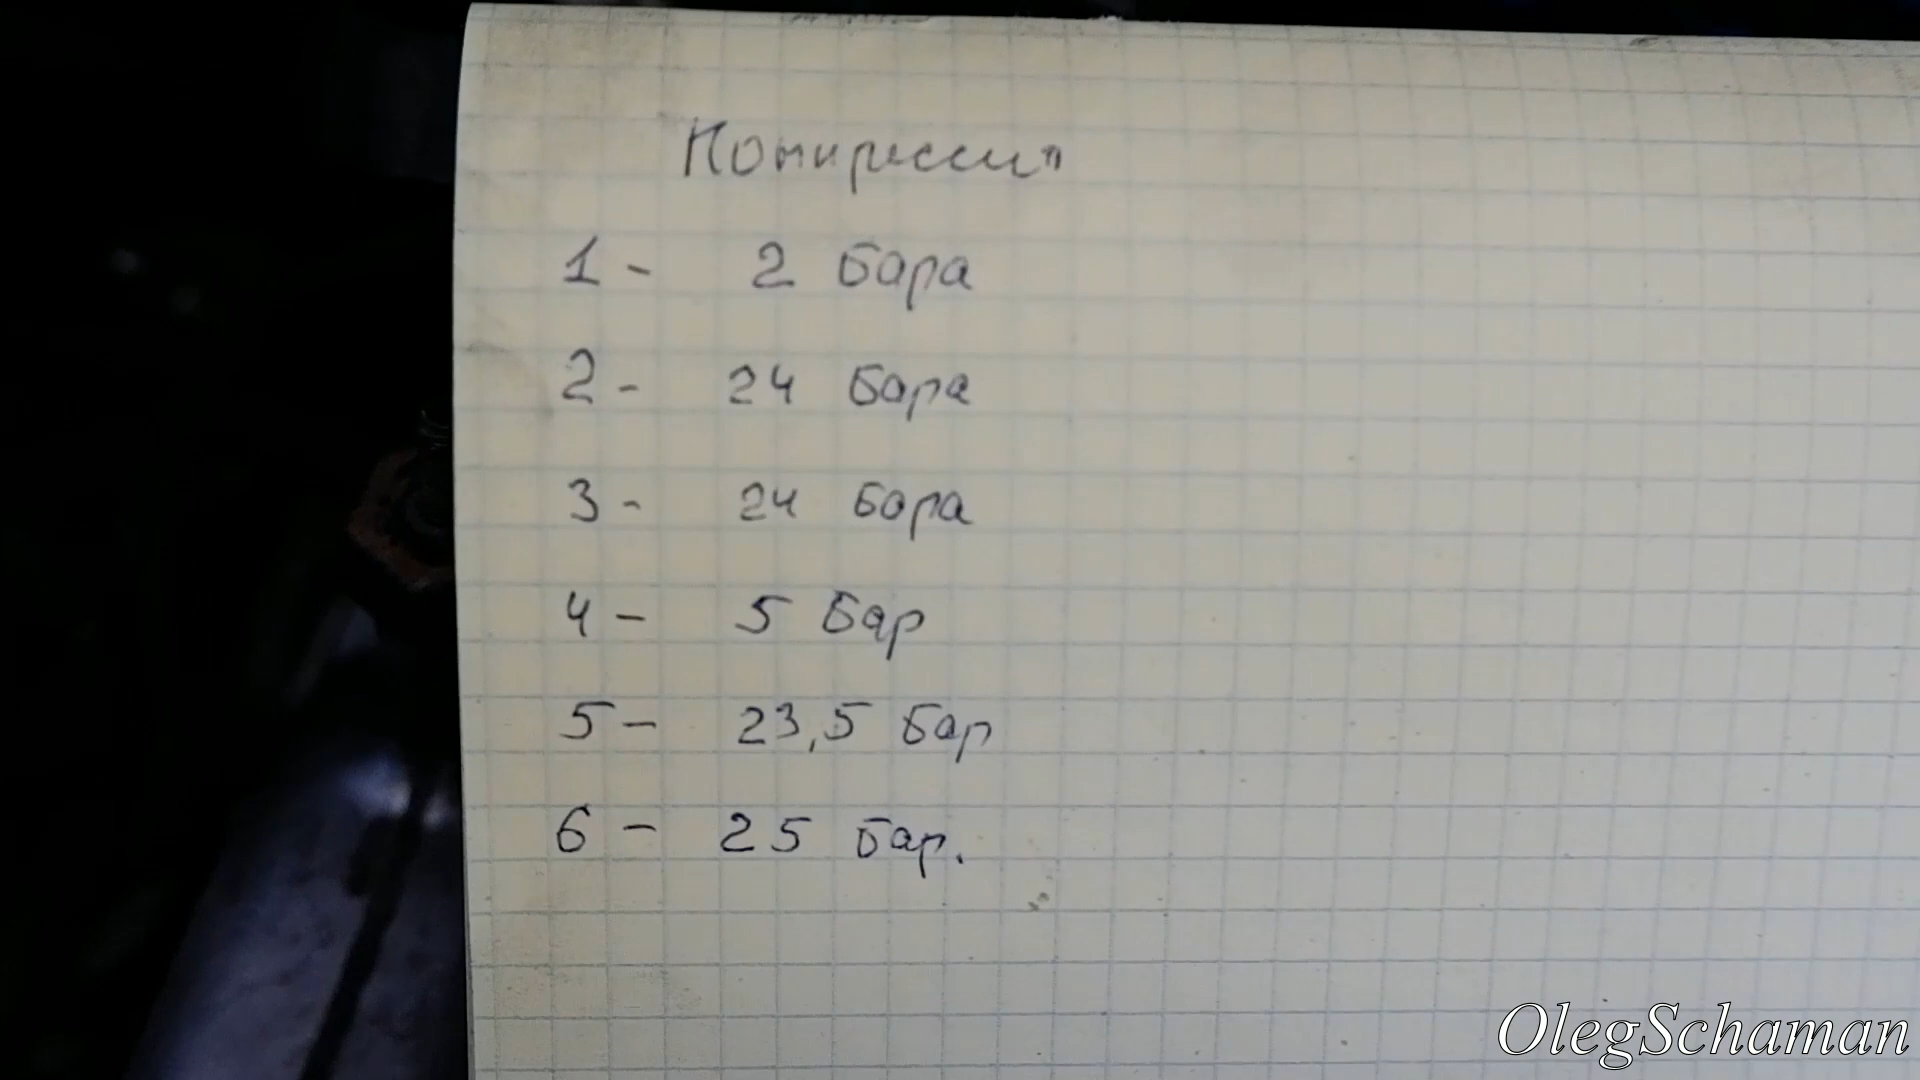 Компрессия
1 - 2 бара
2 - 24 бара
3 - 24 бара
4 - 5 бар
5 - 23,5 бар
6 - 25 бар.
OlegSchaman